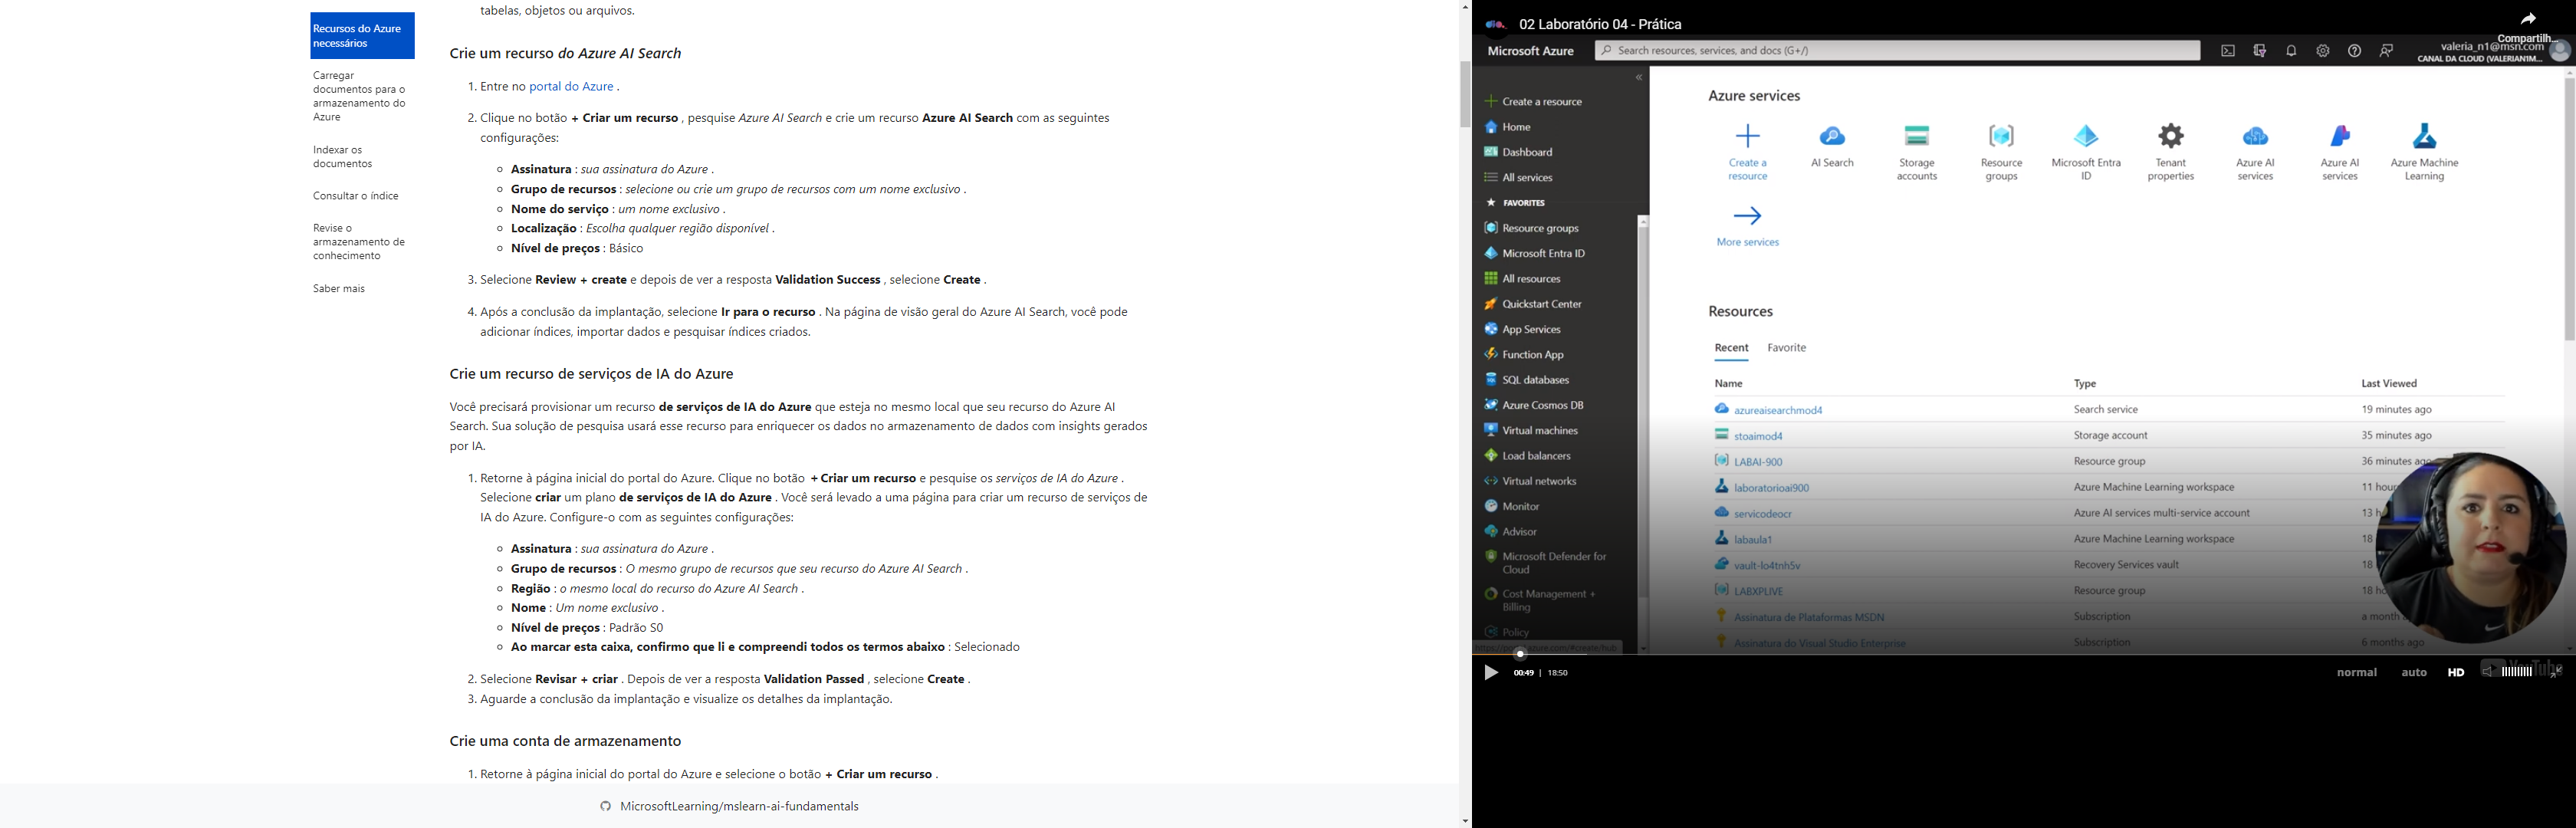 Recursos do Azure
necessários
Carregar
documentos para o
armazenamento do
Azure
Indexar os
documentos
Consultar o índice
Revise o
armazenamento de
conhecimento
Saber mais
tabelas, objetos ou arquivos.
Crie um recurso do Azure AI Search
1. Entre no portal do Azure .
2. Clique no botão + Criar um recurso , pesquise Azure AI Search e crie um recurso Azure AI Search com as seguintes
configurações:
Assinatura : sua assinatura do Azure .
Grupo de recursos : selecione ou crie um grupo de recursos com um nome exclusivo .
Nome do serviço : um nome exclusivo .
Localização : Escolha qualquer região disponível .
Nível de preços : Básico
3. Selecione Review + create e depois de ver a resposta Validation Success , selecione Create .
4. Após a conclusão da implantação, selecione Ir para o recurso . Na página de visão geral do Azure AI Search, você pode
adicionar índices, importar dados e pesquisar índices criados.
Crie um recurso de serviços de IA do Azure
Você precisará provisionar um recurso de serviços de IA do Azure que esteja no mesmo local que seu recurso do Azure AI
Search. Sua solução de pesquisa usará esse recurso para enriquecer os dados no armazenamento de dados com insights gerados
por IA.
1. Retorne à página inicial do portal do Azure. Clique no botão +Criar um recurso e pesquise os serviços de IA do Azure .
Selecione criar um plano de serviços de IA do Azure . Você será levado a uma página para criar um recurso de serviços de
IA do Azure. Configure-o com as seguintes configurações:
Assinatura : sua assinatura do Azure .
Grupo de recursos : O mesmo grupo de recursos que seu recurso do Azure AI Search .
Região : o mesmo local do recurso do Azure AI Search .
Nome : Um nome exclusivo .
Nível de preços : Padrão S0
Ao marcar esta caixa, confirmo que li e compreendi todos os termos abaixo : Selecionado
2. Selecione Revisar + criar . Depois de ver a resposta Validation Passed , selecione Create .
3. Aguarde a conclusão da implantação e visualize os detalhes da implantação.
Crie uma conta de armazenamento
1. Retorne à página inicial do portal do Azure e selecione o botão + Criar um recurso .
MicrosoftLearning/mslearn-ai-fundamentals
dio. 02 Laboratório 04 - Prática
Compartilh...
Microsoft Azure
Search resources, services, and docs (G+/)
valeria_n1@msn.com
CANAL DA CLOUD (VALERIAN1M...
Create a resource
Home
Dashboard
All services
FAVORITES
Resource groups
Microsoft Entra ID
All resources
Quickstart Center
App Services
Function App
SQL databases
Azure Cosmos DB
Virtual machines
Load balancers
Virtual networks
Monitor
Advisor
Microsoft Defender for
Cloud
Cost Management +
Billing
Policy
Azure services
Create a
resource
AI Search
Storage
accounts
Resource
groups
Microsoft Entra
ID
Tenant
properties
Azure AI
services
Azure AI
services
Azure Machine
Learning
More services
Resources
Recent Favorite
Name Type Last Viewed
azureaisearchmod4 Search service 19 minutes ago
stoaimod4 Storage account 35 minutes ago
LABAI-900 Resource group 36 minutes ago
laboratorioai900 Azure Machine Learning workspace 11 hour
servicodeocr Azure AI services multi-service account 13 h
labaula1 Azure Machine Learning workspace 18
vault-lo4tnh5v Recovery Services vault 18
LABXPLIVE Resource group 18 ho
Assinatura de Plataformas MSDN Subscription a month
Assinatura do Visual Studio Enterprise Subscription 6 months ago
00:49 | 18:50
normal auto HD
YouTube